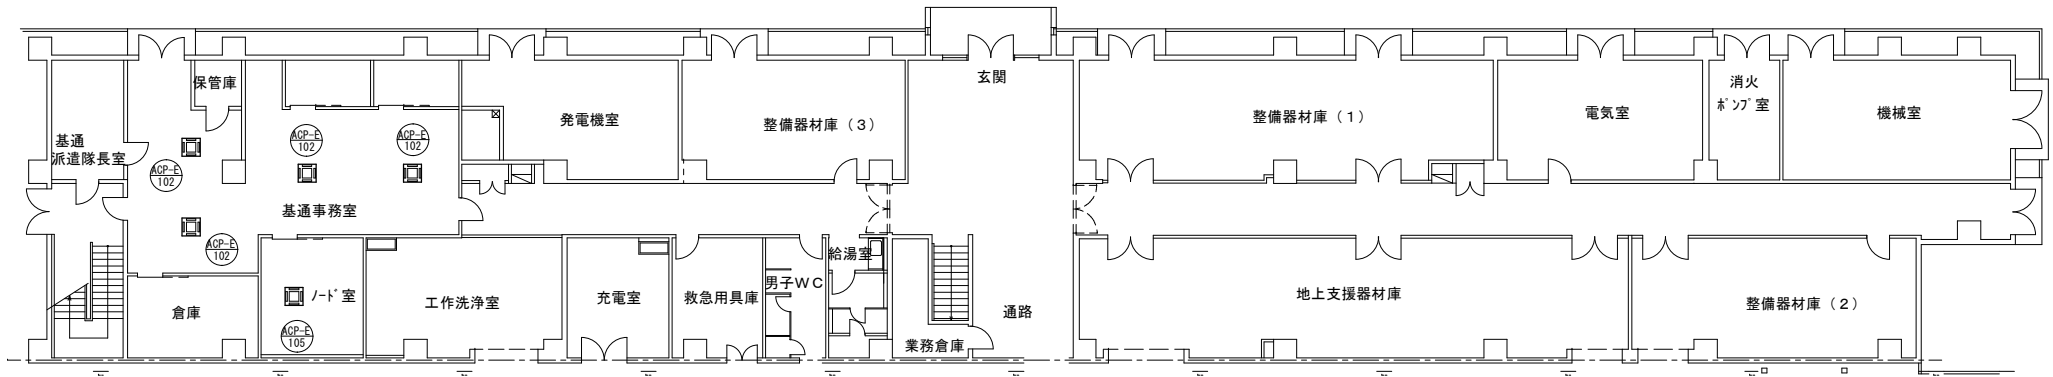 保管庫
玄関
消火
ﾎﾟﾝﾌﾟ室
発電機室
整備器材庫（３）
整備器材庫（１）
電気室
機械室
基通
派遣隊長室
ACP-E
102
ACP-E
102
ACP-E
102
基通事務室
ACP-E
102
給湯室
男子ＷＣ
倉庫
ﾉｰﾄﾞ室
ACP-E
105
工作洗浄室
充電室
救急用具庫
業務倉庫
通路
地上支援器材庫
整備器材庫（２）